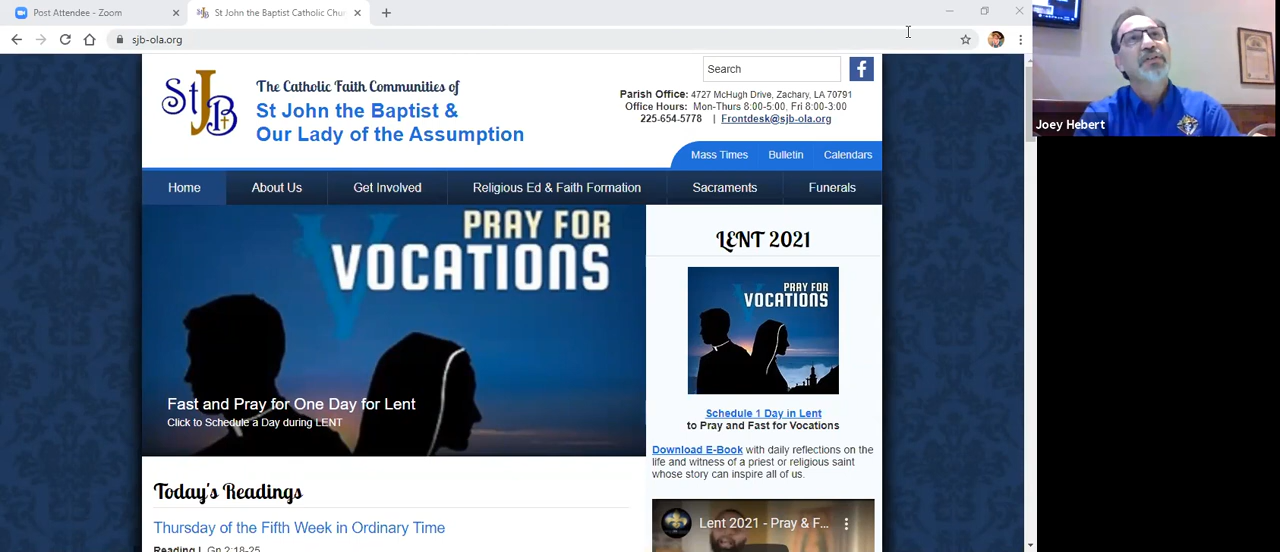 Post Attendee - Zoom
St John the Baptist Catholic Chu
sjb-ola.org
Joey Hebert
St
J
B
The Catholic Faith Communities of
St John the Baptist &
Our Lady of the Assumption
Search
Parish Office: 4727 McHugh Drive, Zachary, LA 70791
Office Hours: Mon-Thurs 8:00-5:00, Fri 8:00-3:00
225-654-5778 | Frontdesk@sjb-ola.org
Mass Times Bulletin Calendars
Home About Us Get Involved Religious Ed & Faith Formation Sacraments Funerals
PRAY FOR
VOCATIONS
Fast and Pray for One Day for Lent
Click to Schedule a Day during LENT
LENT 2021
PRAY FOR
VOCATIONS
Schedule 1 Day in Lent
to Pray and Fast for Vocations
Download E-Book with daily reflections on the
life and witness of a priest or religious saint
whose story can inspire all of us.
Lent 2021 - Pray & F...
Today's Readings
Thursday of the Fifth Week in Ordinary Time
Reading I Gn 2:18-25